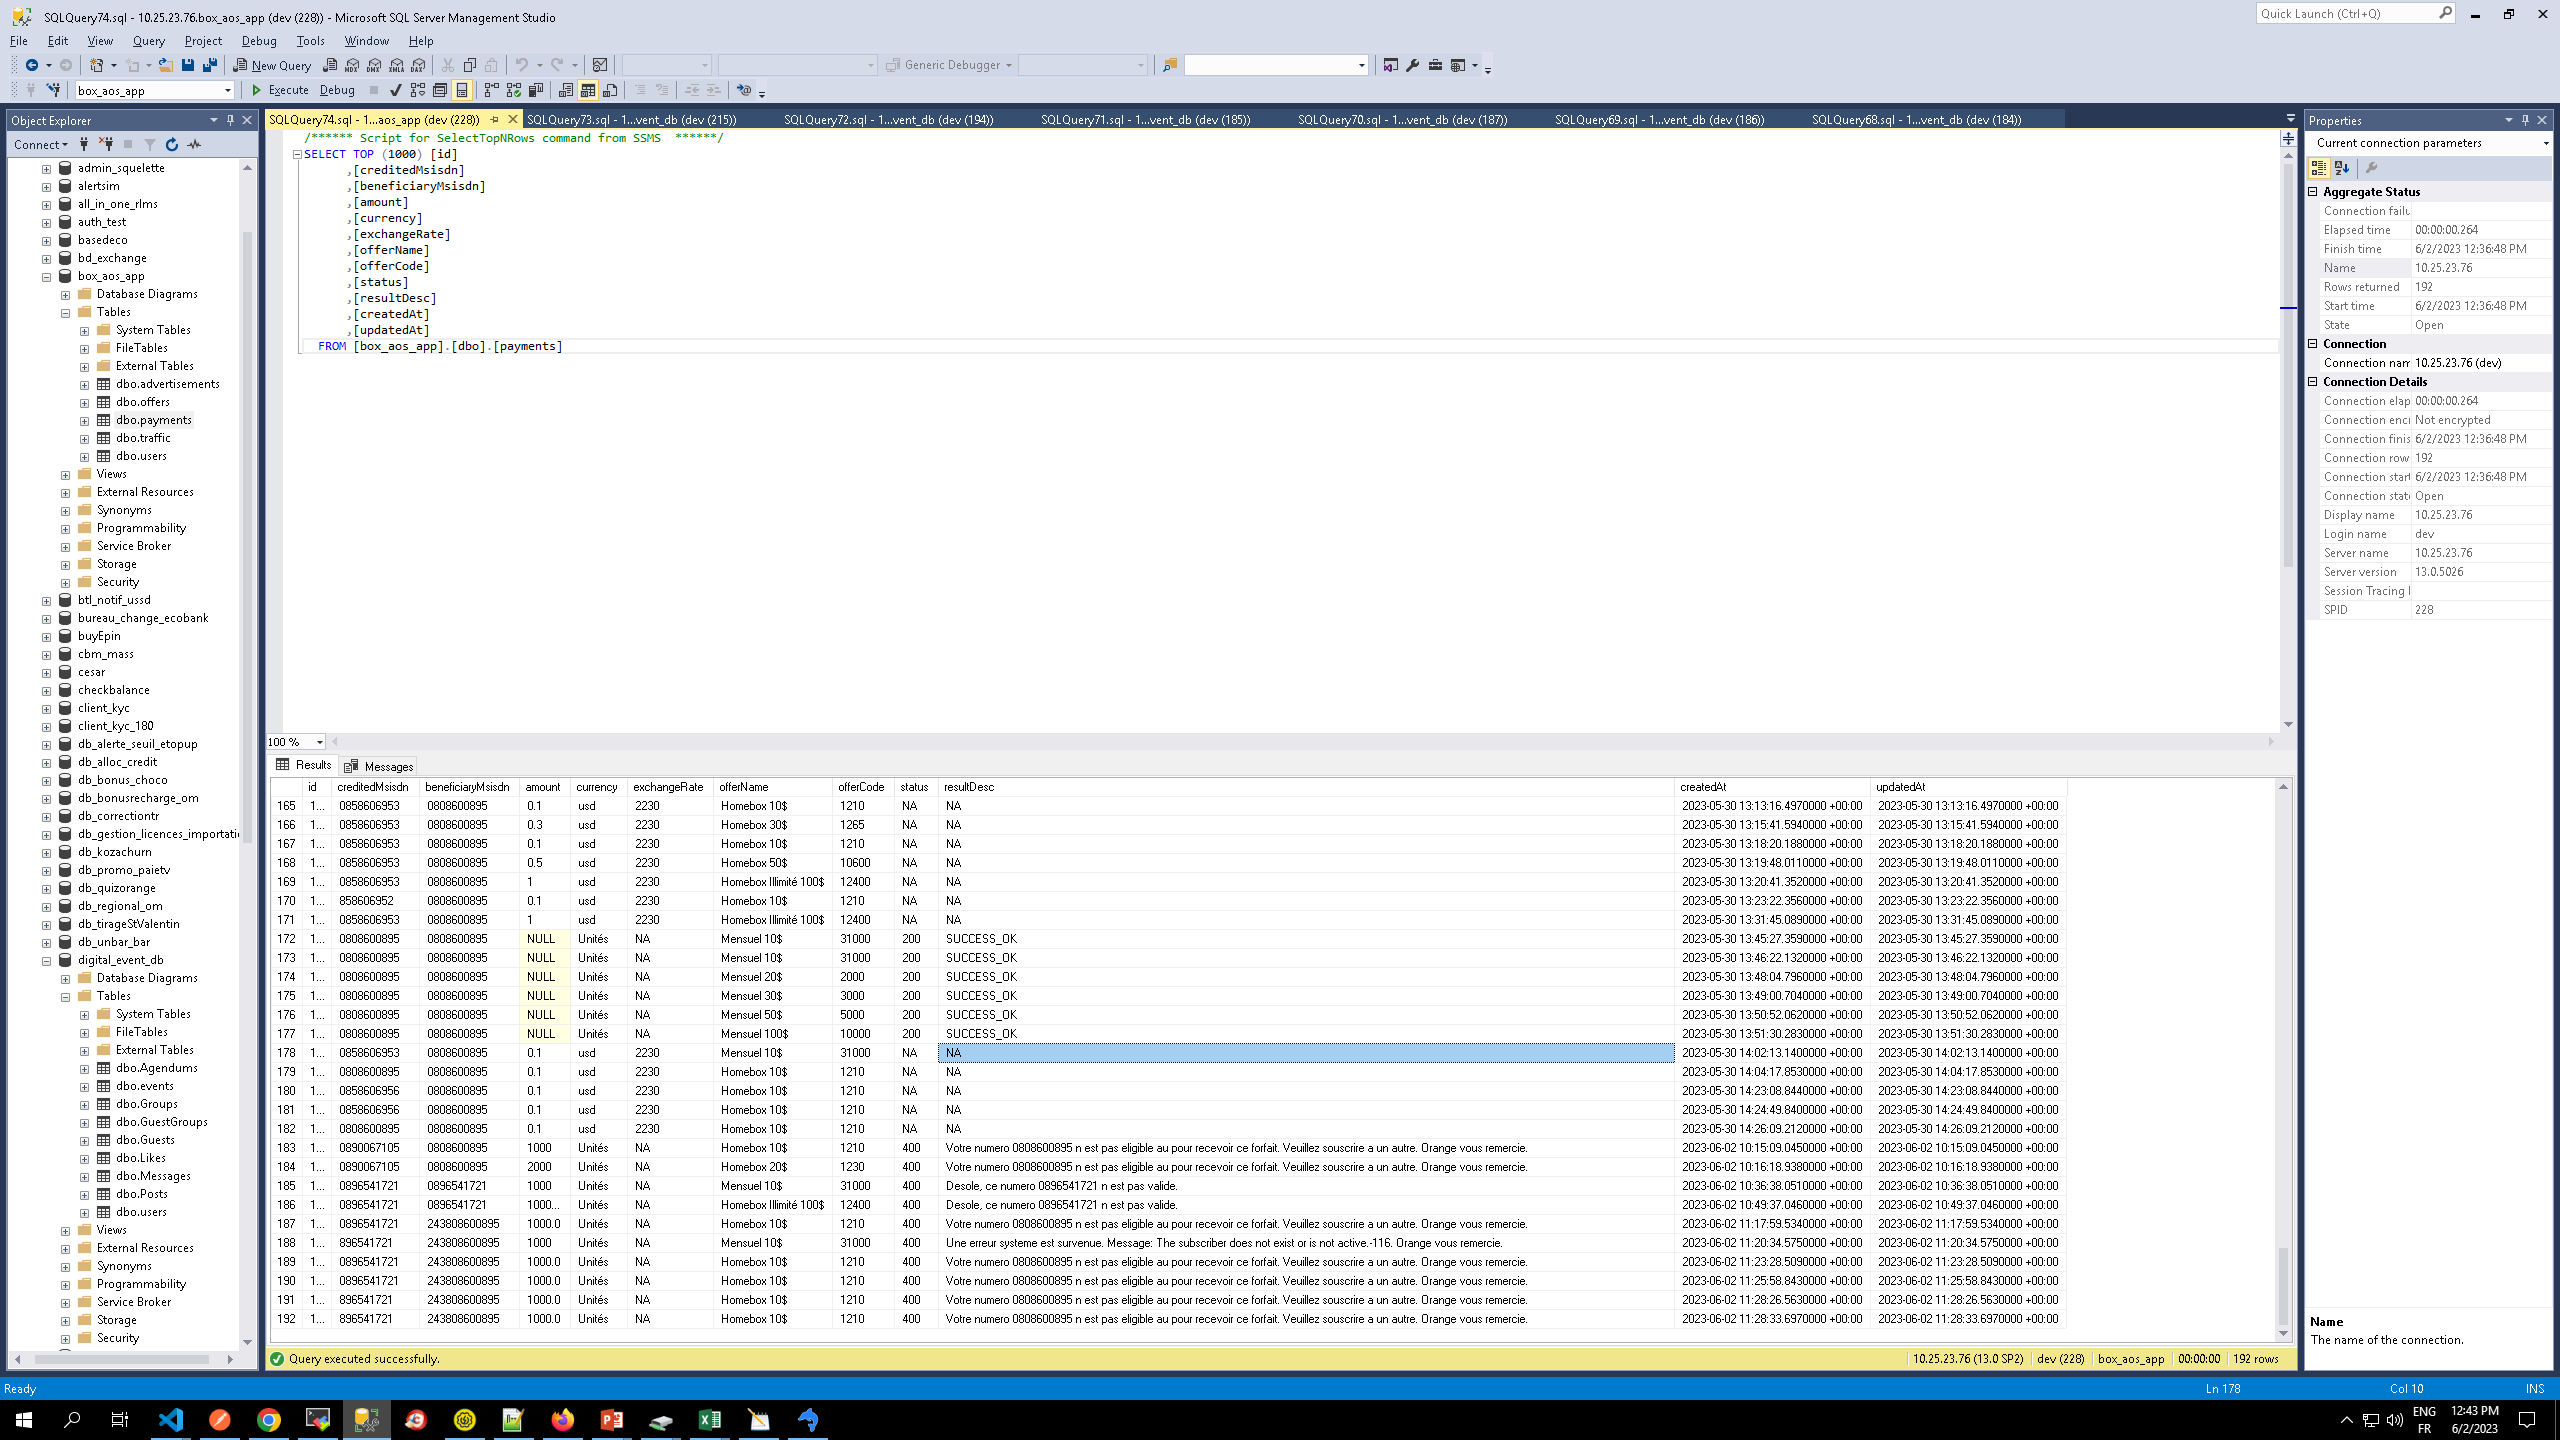 SQLQuery74.sql - 10.25.23.76.box_aos_app (dev (228)) - Microsoft SQL Server Management Studio
Quick Launch (Ctrl+Q)
File Edit View Query Project Debug Tools Window Help
New Query
Generic Debugger
box_aos_app
Execute Debug
Object Explorer
Connect
admin_squelette
alertsim
all_in_one_rlms
auth_test
basedeco
bd_exchange
box_aos_app
Database Diagrams
Tables
System Tables
FileTables
External Tables
dbo.advertisements
dbo.offers
dbo.payments
dbo.traffic
dbo.users
Views
External Resources
Synonyms
Programmability
Service Broker
Storage
Security
btl_notif_ussd
bureau_change_ecobank
buyEpin
cbm_mass
cesar
checkbalance
client_kyc
client_kyc_180
db_alerte_seuil_etopup
db_alloc_credit
db_bonus_choco
db_bonusrecharge_om
db_correctiontr
db_gestion_licences_importati
db_kozachurn
db_promo_paietv
db_quizorange
db_regional_om
db_tirageStValentin
db_unbar_bar
digital_event_db
Database Diagrams
Tables
System Tables
FileTables
External Tables
dbo.Agendums
dbo.events
dbo.Groups
dbo.GuestGroups
dbo.Guests
dbo.Likes
dbo.Messages
dbo.Posts
dbo.users
Views
External Resources
Synonyms
Programmability
Service Broker
Storage
Security
SQLQuery74.sql - 1...aos_app (dev (228)) SQLQuery73.sql - 1...vent_db (dev (215)) SQLQuery72.sql - 1...vent_db (dev (194)) SQLQuery71.sql - 1...vent_db (dev (185)) SQLQuery70.sql - 1...vent_db (dev (187)) SQLQuery69.sql - 1...vent_db (dev (186)) SQLQuery68.sql - 1...vent_db (dev (184))
/****** Script for SelectTopNRows command from SSMS ******/
SELECT TOP (1000) [id]
,[creditedMsisdn]
,[beneficiaryMsisdn]
,[amount]
,[currency]
,[exchangeRate]
,[offerName]
,[offerCode]
,[status]
,[resultDesc]
,[createdAt]
,[updatedAt]
FROM [box_aos_app].[dbo].[payments]
100 %
Results Messages
id creditedMsisdn beneficiaryMsisdn amount currency exchangeRate offerName offerCode status resultDesc createdAt updatedAt
165 1... 0858606953 0808600895 0.1 usd 2230 Homebox 10$ 1210 NA NA 2023-05-30 13:13:16.4970000 +00:00 2023-05-30 13:13:16.4970000 +00:00
166 1... 0858606953 0808600895 0.3 usd 2230 Homebox 30$ 1265 NA NA 2023-05-30 13:15:41.5940000 +00:00 2023-05-30 13:15:41.5940000 +00:00
167 1... 0858606953 0808600895 0.1 usd 2230 Homebox 10$ 1210 NA NA 2023-05-30 13:18:20.1880000 +00:00 2023-05-30 13:18:20.1880000 +00:00
168 1... 0858606953 0808600895 0.5 usd 2230 Homebox 50$ 10600 NA NA 2023-05-30 13:19:48.0110000 +00:00 2023-05-30 13:19:48.0110000 +00:00
169 1... 0858606953 0808600895 1 usd 2230 Homebox Illimité 100$ 12400 NA NA 2023-05-30 13:20:41.3520000 +00:00 2023-05-30 13:20:41.3520000 +00:00
170 1... 858606952 0808600895 0.1 usd 2230 Homebox 10$ 1210 NA NA 2023-05-30 13:23:22.3560000 +00:00 2023-05-30 13:23:22.3560000 +00:00
171 1... 0858606953 0808600895 1 usd 2230 Homebox Illimité 100$ 12400 NA NA 2023-05-30 13:31:45.0890000 +00:00 2023-05-30 13:31:45.0890000 +00:00
172 1... 0808600895 0808600895 NULL Unités NA Mensuel 10$ 31000 200 SUCCESS_OK 2023-05-30 13:45:27.3590000 +00:00 2023-05-30 13:45:27.3590000 +00:00
173 1... 0808600895 0808600895 NULL Unités NA Mensuel 10$ 31000 200 SUCCESS_OK 2023-05-30 13:46:22.1320000 +00:00 2023-05-30 13:46:22.1320000 +00:00
174 1... 0808600895 0808600895 NULL Unités NA Mensuel 20$ 2000 200 SUCCESS_OK 2023-05-30 13:48:04.7960000 +00:00 2023-05-30 13:48:04.7960000 +00:00
175 1... 0808600895 0808600895 NULL Unités NA Mensuel 30$ 3000 200 SUCCESS_OK 2023-05-30 13:49:00.7040000 +00:00 2023-05-30 13:49:00.7040000 +00:00
176 1... 0808600895 0808600895 NULL Unités NA Mensuel 50$ 5000 200 SUCCESS_OK 2023-05-30 13:50:52.0620000 +00:00 2023-05-30 13:50:52.0620000 +00:00
177 1... 0808600895 0808600895 NULL Unités NA Mensuel 100$ 10000 200 SUCCESS_OK 2023-05-30 13:51:30.2830000 +00:00 2023-05-30 13:51:30.2830000 +00:00
178 1... 0858606953 0808600895 0.1 usd 2230 Mensuel 10$ 31000 NA NA 2023-05-30 14:02:13.1400000 +00:00 2023-05-30 14:02:13.1400000 +00:00
179 1... 0858606953 0808600895 0.1 usd 2230 Homebox 10$ 1210 NA NA 2023-05-30 14:04:17.8530000 +00:00 2023-05-30 14:04:17.8530000 +00:00
180 1... 0858606956 0808600895 0.1 usd 2230 Homebox 10$ 1210 NA NA 2023-05-30 14:23:08.8440000 +00:00 2023-05-30 14:23:08.8440000 +00:00
181 1... 0858606956 0808600895 0.1 usd 2230 Homebox 10$ 1210 NA NA 2023-05-30 14:24:49.8400000 +00:00 2023-05-30 14:24:49.8400000 +00:00
182 1... 0808600895 0808600895 0.1 usd 2230 Homebox 10$ 1210 NA NA 2023-05-30 14:26:09.2120000 +00:00 2023-05-30 14:26:09.2120000 +00:00
183 1... 0890067105 0808600895 1000 Unités NA Homebox 10$ 1210 400 Votre numero 0808600895 n est pas eligible au pour recevoir ce forfait. Veuillez souscrire a un autre. Orange vous remercie. 2023-06-02 10:15:09.0450000 +00:00 2023-06-02 10:15:09.0450000 +00:00
184 1... 0890067105 0808600895 2000 Unités NA Homebox 20$ 1230 400 Votre numero 0808600895 n est pas eligible au pour recevoir ce forfait. Veuillez souscrire a un autre. Orange vous remercie. 2023-06-02 10:16:18.9380000 +00:00 2023-06-02 10:16:18.9380000 +00:00
185 1... 0896541721 0896541721 1000 Unités NA Mensuel 10$ 31000 400 Desole, ce numero 0896541721 n est pas valide. 2023-06-02 10:36:38.0510000 +00:00 2023-06-02 10:36:38.0510000 +00:00
186 1... 0896541721 0896541721 1000... Unités NA Homebox Illimité 100$ 12400 400 Desole, ce numero 0896541721 n est pas valide. 2023-06-02 10:49:37.0460000 +00:00 2023-06-02 10:49:37.0460000 +00:00
187 1... 0896541721 243808600895 1000.0 Unités NA Homebox 10$ 1210 400 Votre numero 0808600895 n est pas eligible au pour recevoir ce forfait. Veuillez souscrire a un autre. Orange vous remercie. 2023-06-02 11:17:59.5340000 +00:00 2023-06-02 11:17:59.5340000 +00:00
188 1... 896541721 243808600895 1000 Unités NA Mensuel 10$ 31000 400 Une erreur systeme est survenue. Message: The subscriber does not exist or is not active.-116. Orange vous remercie. 2023-06-02 11:20:34.5750000 +00:00 2023-06-02 11:20:34.5750000 +00:00
189 1... 0896541721 243808600895 1000.0 Unités NA Homebox 10$ 1210 400 Votre numero 0808600895 n est pas eligible au pour recevoir ce forfait. Veuillez souscrire a un autre. Orange vous remercie. 2023-06-02 11:23:28.5090000 +00:00 2023-06-02 11:23:28.5090000 +00:00
190 1... 0896541721 243808600895 1000.0 Unités NA Homebox 10$ 1210 400 Votre numero 0808600895 n est pas eligible au pour recevoir ce forfait. Veuillez souscrire a un autre. Orange vous remercie. 2023-06-02 11:25:58.8430000 +00:00 2023-06-02 11:25:58.8430000 +00:00
191 1... 896541721 243808600895 1000.0 Unités NA Homebox 10$ 1210 400 Votre numero 0808600895 n est pas eligible au pour recevoir ce forfait. Veuillez souscrire a un autre. Orange vous remercie. 2023-06-02 11:28:26.5630000 +00:00 2023-06-02 11:28:26.5630000 +00:00
192 1... 896541721 243808600895 1000.0 Unités NA Homebox 10$ 1210 400 Votre numero 0808600895 n est pas eligible au pour recevoir ce forfait. Veuillez souscrire a un autre. Orange vous remercie. 2023-06-02 11:28:33.6970000 +00:00 2023-06-02 11:28:33.6970000 +00:00
Query executed successfully. 10.25.23.76 (13.0 SP2) dev (228) box_aos_app 00:00:00 192 rows
Properties
Current connection parameters
Aggregate Status
Connection failu
Elapsed time 00:00:00.264
Finish time 6/2/2023 12:36:48 PM
Name 10.25.23.76
Rows returned 192
Start time 6/2/2023 12:36:48 PM
State Open
Connection
Connection nam 10.25.23.76 (dev)
Connection Details
Connection elap 00:00:00.264
Connection encr Not encrypted
Connection finis 6/2/2023 12:36:48 PM
Connection row 192
Connection start 6/2/2023 12:36:48 PM
Connection stat Open
Display name 10.25.23.76
Login name dev
Server name 10.25.23.76
Server version 13.0.5026
Session Tracing I
SPID 228
Name
The name of the connection.
Ready Ln 178 Col 10 INS
ENG
FR
12:43 PM
6/2/2023